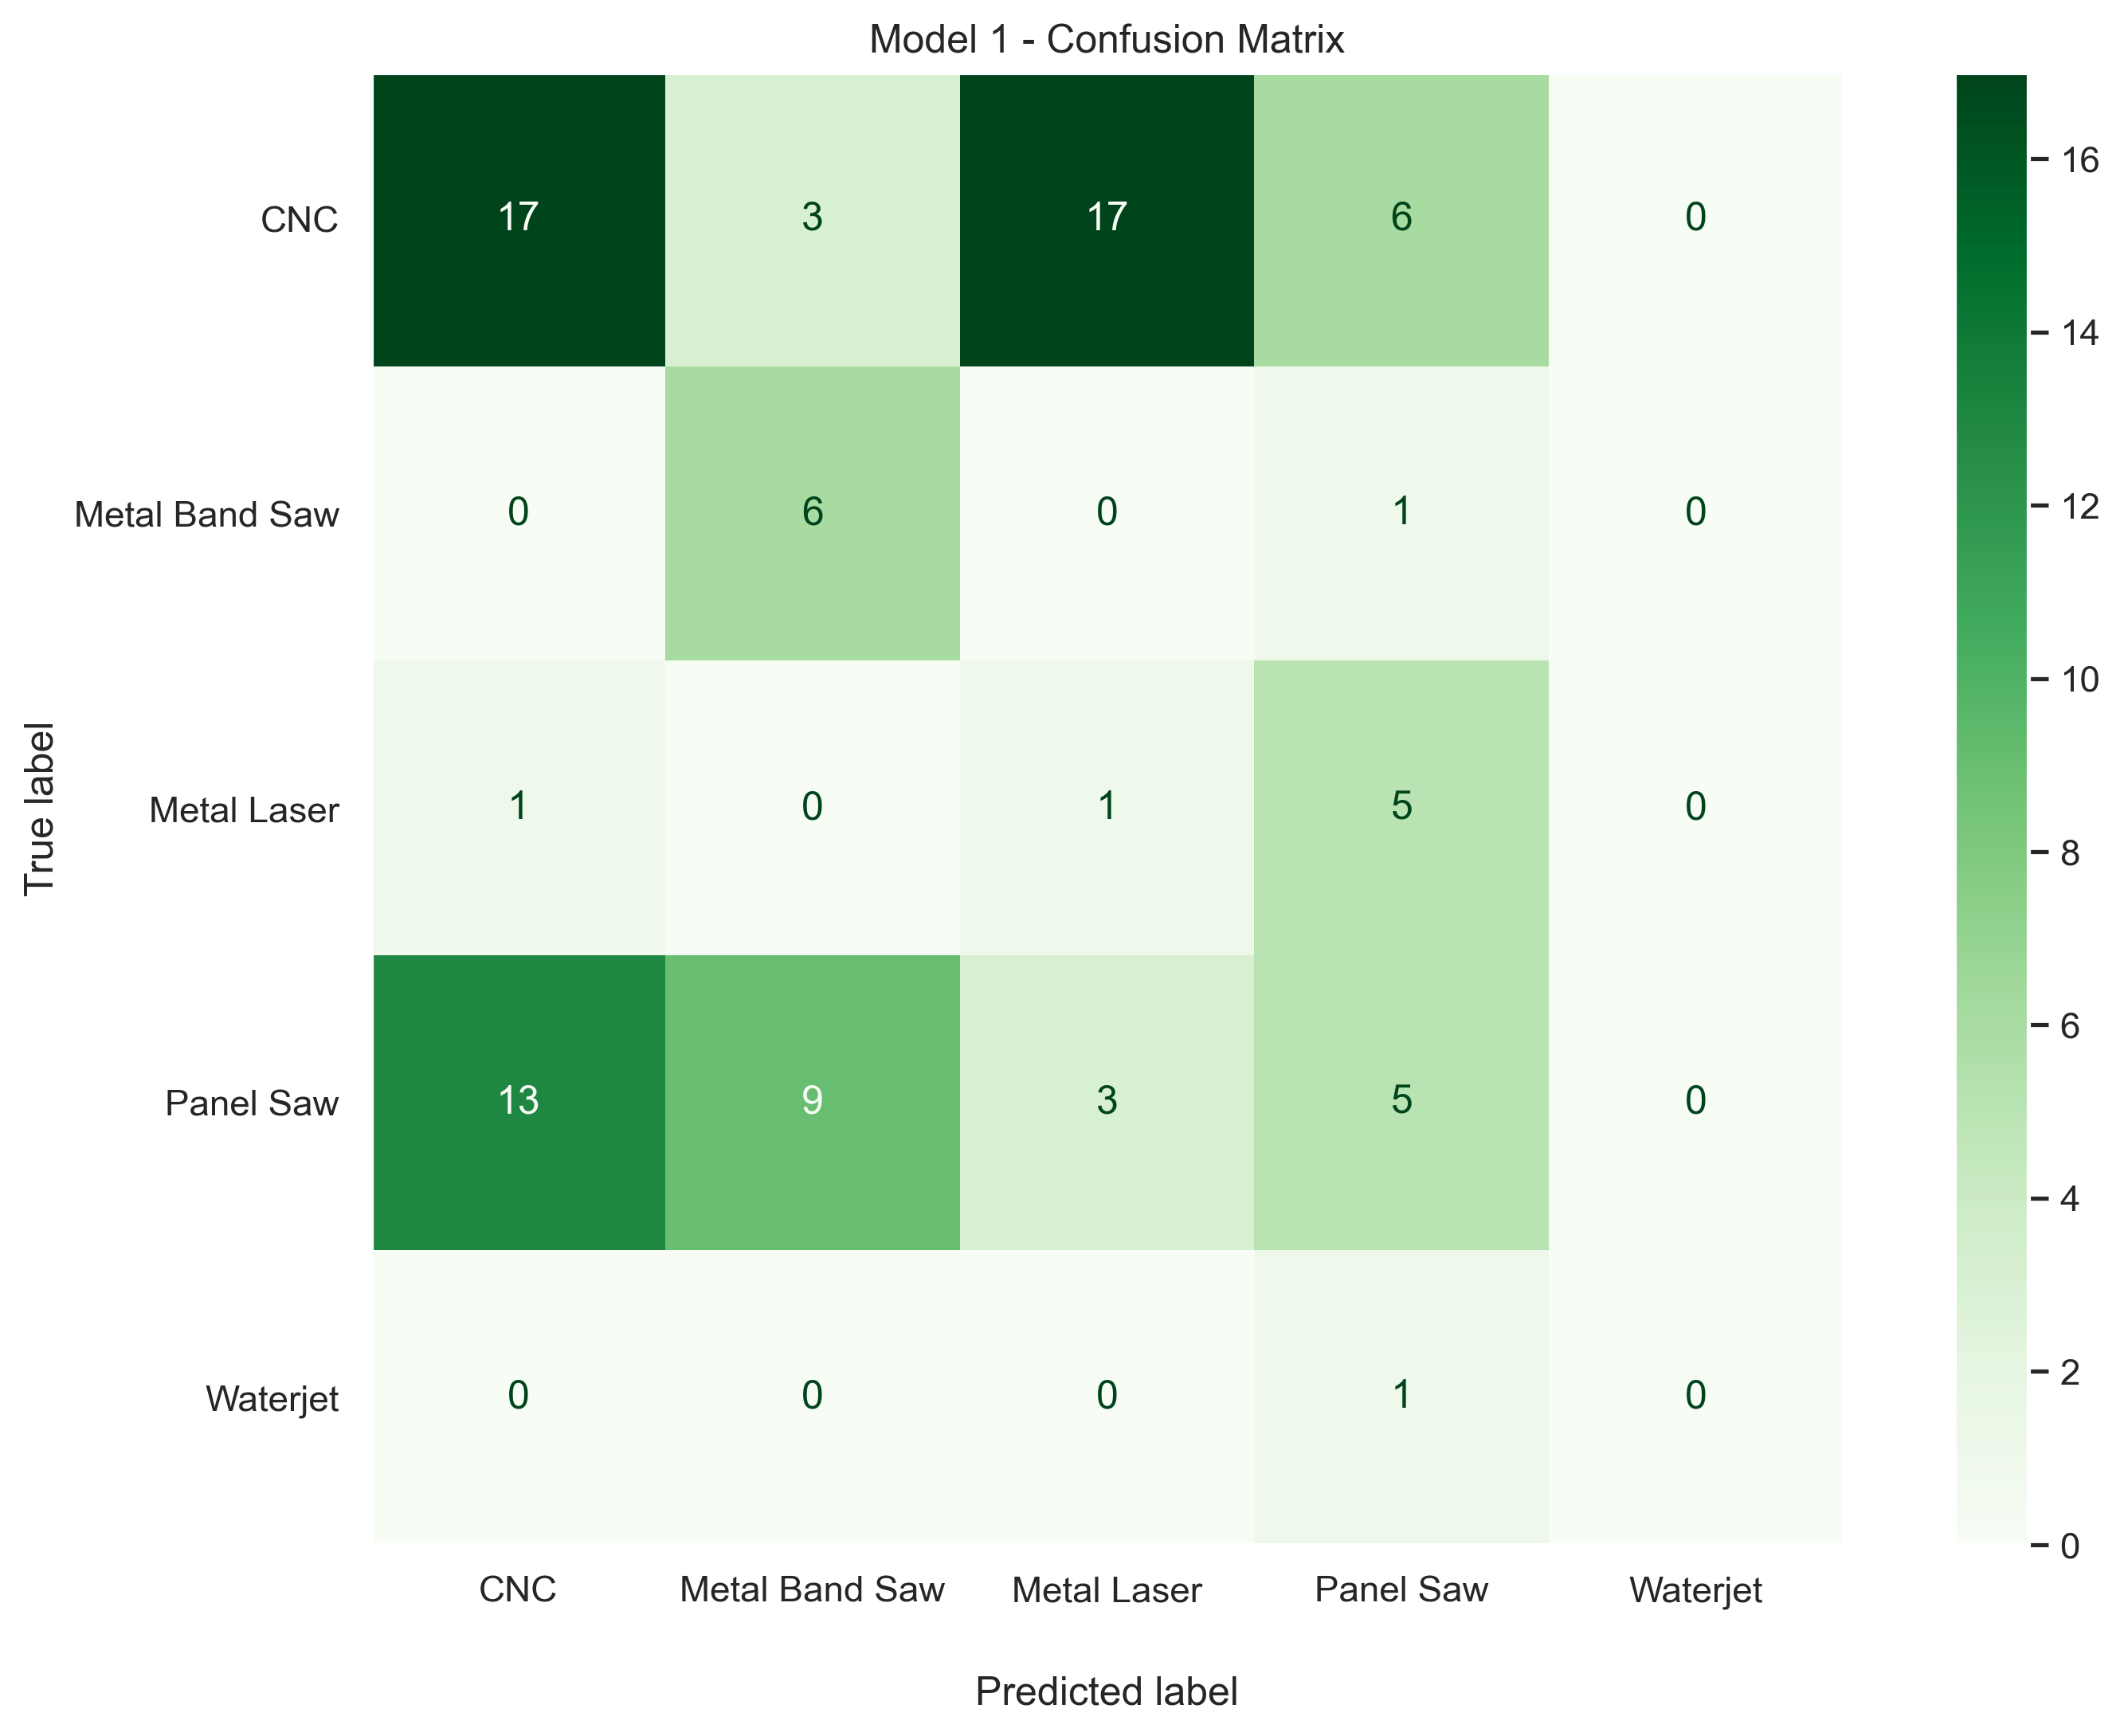 Model 1 - Confusion Matrix
CNC 17 3 17 6 0
Metal Band Saw 0 6 0 1 0
Metal Laser 1 0 1 5 0
Panel Saw 13 9 3 5 0
Waterjet 0 0 0 1 0
True label
CNC Metal Band Saw Metal Laser Panel Saw Waterjet
Predicted label
16
14
12
10
8
6
4
2
0